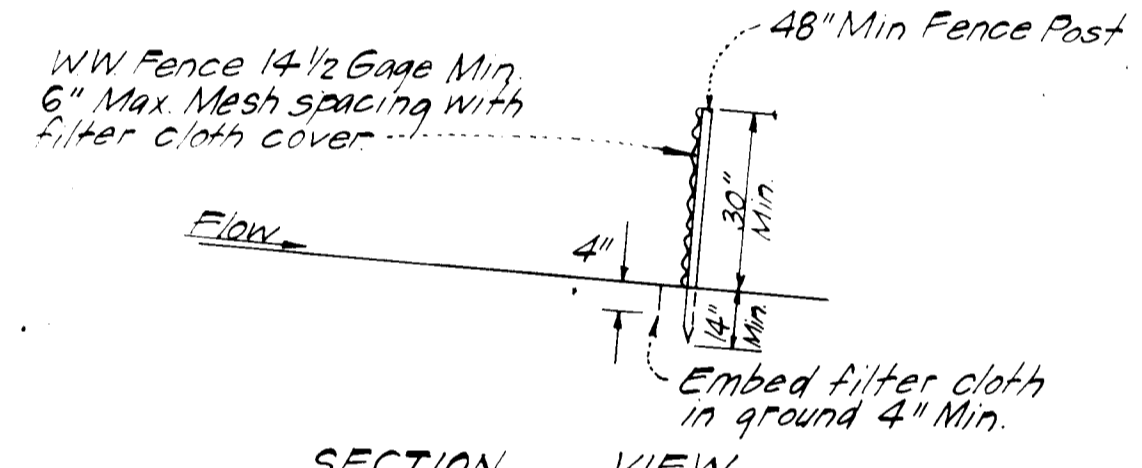 48" Min Fence Post
WW. Fence 14 1/2 Gage Min.
6" Max. Mesh spacing with
filter cloth cover
Flow
4"
30"
Min.
14"
Min.
Embed filter cloth
in ground 4" Min.
SECTION VIEW